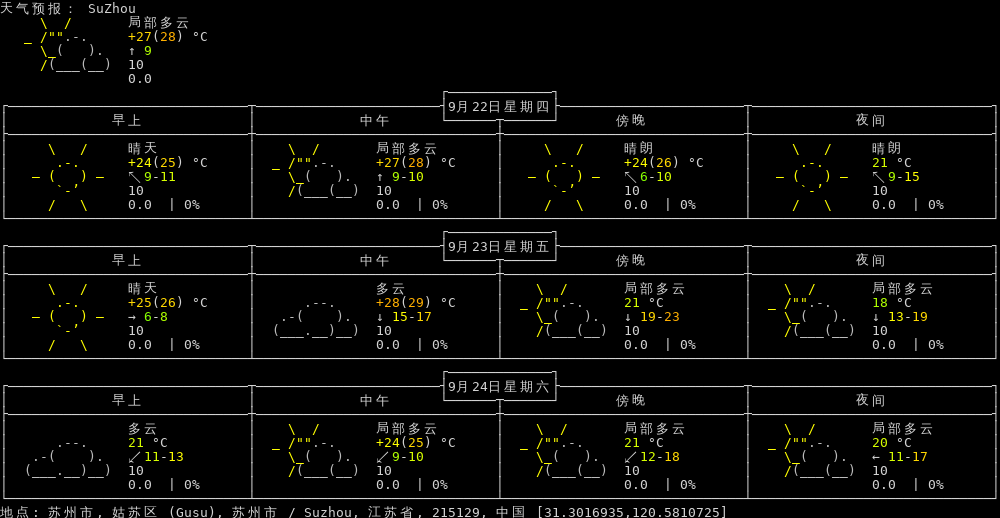 天气预报: SuZhou
局部多云
+27(28) °C
↑ 9
10
0.0
9月22日星期四
早上 中午 傍晚 夜间
晴天 局部多云 晴朗 晴朗
+24(25) °C +27(28) °C +24(26) °C 21 °C
↖ 9-11 ↑ 9-10 ↖ 6-10 ↖ 9-15
10 10 10 10
0.0 | 0% 0.0 | 0% 0.0 | 0% 0.0 | 0%
9月23日星期五
早上 中午 傍晚 夜间
晴天 多云 局部多云 局部多云
+25(26) °C +28(29) °C 21 °C 18 °C
→ 6-8 ↓ 15-17 ↓ 19-23 ↓ 13-19
10 10 10 10
0.0 | 0% 0.0 | 0% 0.0 | 0% 0.0 | 0%
9月24日星期六
早上 中午 傍晚 夜间
多云 局部多云 局部多云 局部多云
21 °C +24(25) °C 21 °C 20 °C
↙ 11-13 ↙ 9-10 ↙ 12-18 ← 11-17
10 10 10 10
0.0 | 0% 0.0 | 0% 0.0 | 0% 0.0 | 0%
地点: 苏州市, 姑苏区 (Gusu), 苏州市 / Suzhou, 江苏省, 215129, 中国 [31.3016935,120.5810725]